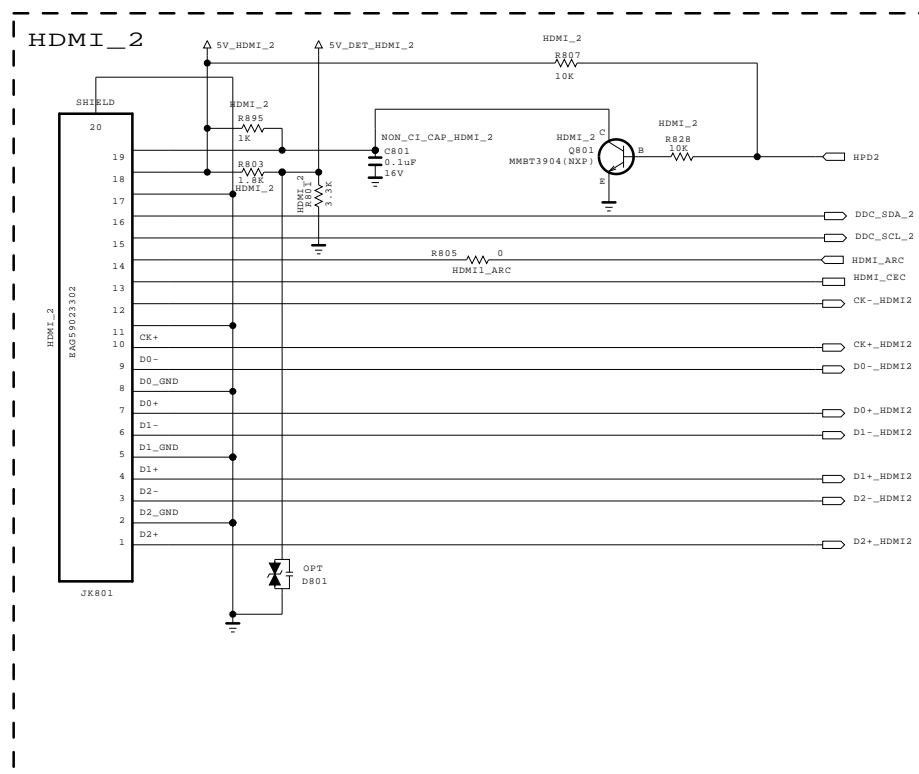 HDMI_2
5V_HDMI_2
5V_DET_HDMI_2
HDMI_2
R807
10K
SHIELD
20
HDMI_2
R895
1K
NON_CI_CAP_HDMI_2
C801
0.1uF
16V
HDMI_2
Q801
MMBT3904(NXP)
C
B
E
HDMI_2
R828
10K
HPD2
R803
1.8K
HDMI_2
HDMI_2
R801
3.3K
19
18
17
16
15
14
13
12
11
10
9
8
7
6
5
4
3
2
1
DDC_SDA_2
DDC_SCL_2
R805 0
HDMI1_ARC
HDMI_ARC
HDMI_CEC
CK-_HDMI2
HDMI_2
EAG59023302
CK+
CK+_HDMI2
D0-
D0-_HDMI2
D0_GND
D0+
D0+_HDMI2
D1-
D1-_HDMI2
D1_GND
D1+
D1+_HDMI2
D2-
D2-_HDMI2
D2_GND
D2+
D2+_HDMI2
OPT
D801
JK801